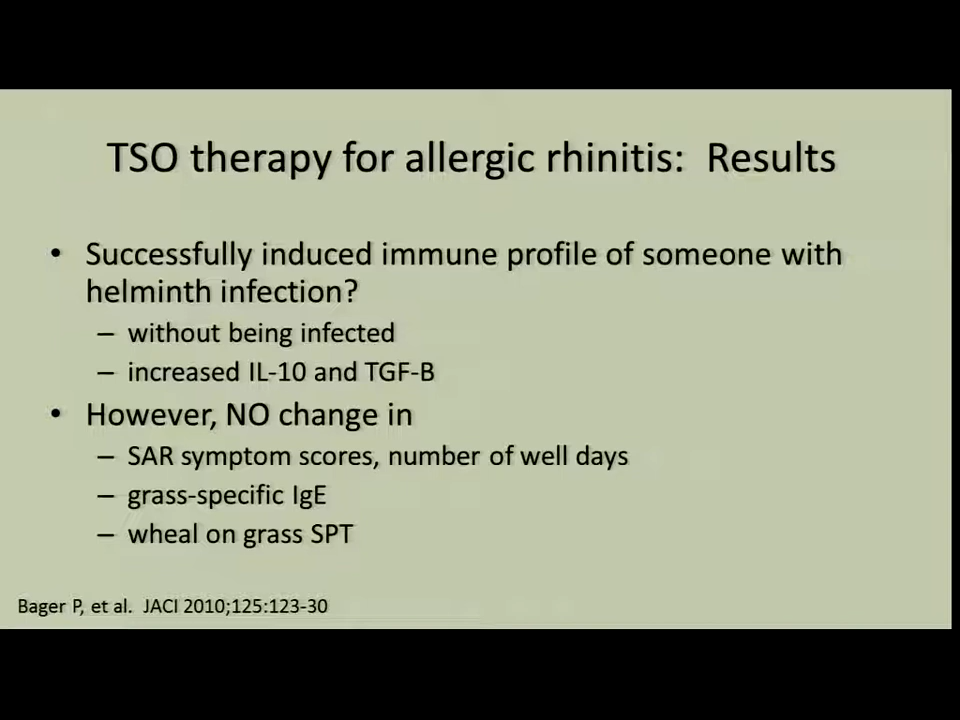 TSO therapy for allergic rhinitis:  Results
• Successfully induced immune profile of someone with
helminth infection?
– without being infected
– increased IL-10 and TGF-B
• However, NO change in
– SAR symptom scores, number of well days
– grass-specific IgE
– wheal on grass SPT
Bager P, et al.  JACI 2010;125:123-30